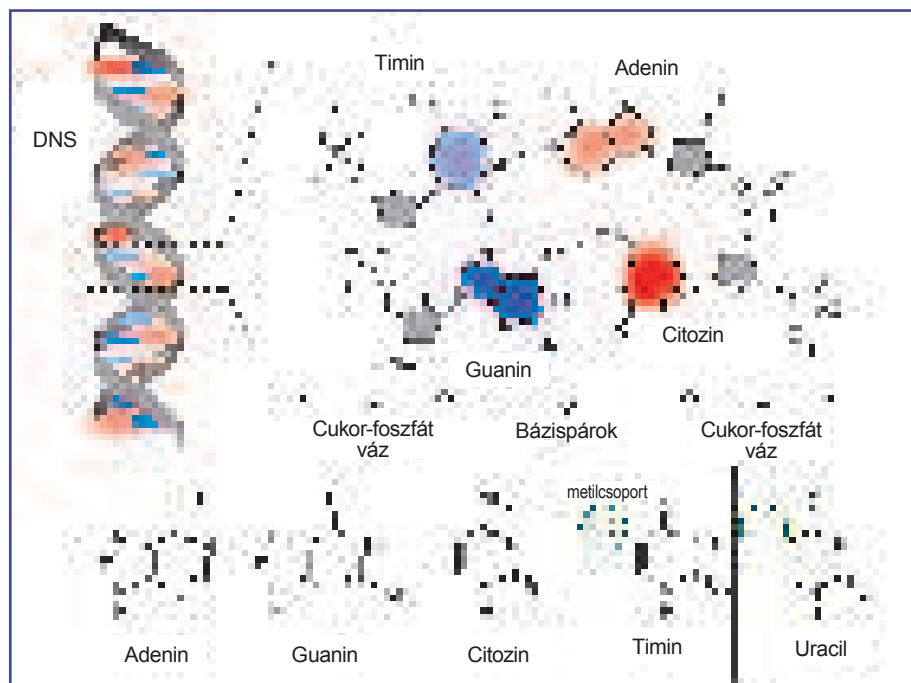 Timin
Adenin
DNS
Citozin
Guanin
Cukor-foszfát
váz
Bázispárok
Cukor-foszfát
váz
metilcsoport
Adenin
Guanin
Citozin
Timin
Uracil